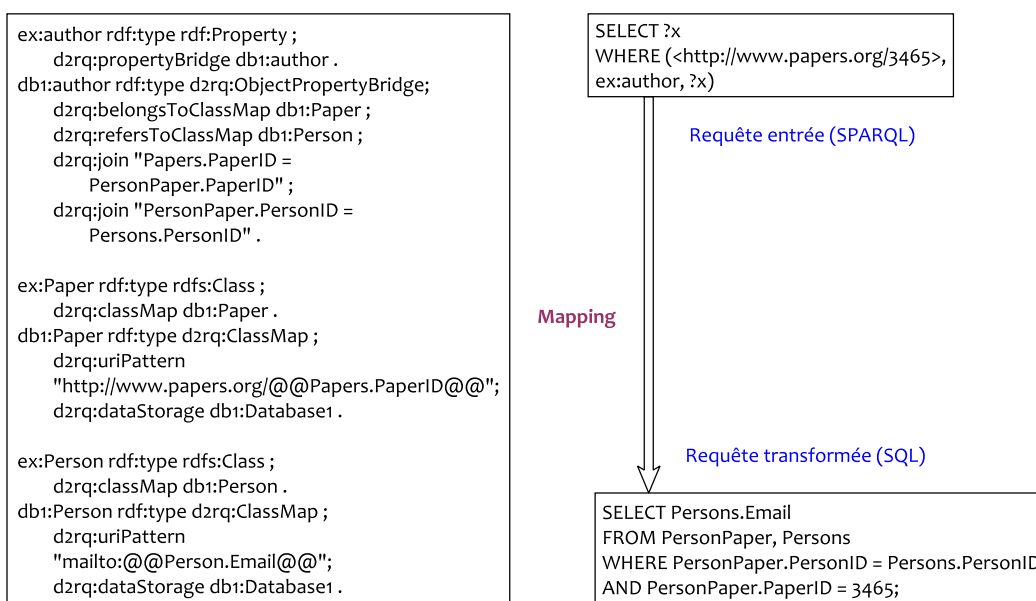 ex:author rdf:type rdf:Property ;
d2rq:propertyBridge db1:author .
db1:author rdf:type d2rq:ObjectPropertyBridge;
d2rq:belongsToClassMap db1:Paper ;
d2rq:refersToClassMap db1:Person ;
d2rq:join "Papers.PaperID =
PersonPaper.PaperID" ;
d2rq:join "PersonPaper.PersonID =
Persons.PersonID" .
ex:Paper rdf:type rdfs:Class ;
d2rq:classMap db1:Paper .
db1:Paper rdf:type d2rq:ClassMap ;
d2rq:uriPattern
"http://www.papers.org/@@Papers.PaperID@@";
d2rq:dataStorage db1:Database1 .
ex:Person rdf:type rdfs:Class ;
d2rq:classMap db1:Person .
db1:Person rdf:type d2rq:ClassMap ;
d2rq:uriPattern
"mailto:@@Person.Email@@";
d2rq:dataStorage db1:Database1 .
SELECT ?x
WHERE (<http://www.papers.org/3465>,
ex:author, ?x)
Requête entrée (SPARQL)
Mapping
Requête transformée (SQL)
SELECT Persons.Email
FROM PersonPaper, Persons
WHERE PersonPaper.PersonID = Persons.PersonID
AND PersonPaper.PaperID = 3465;